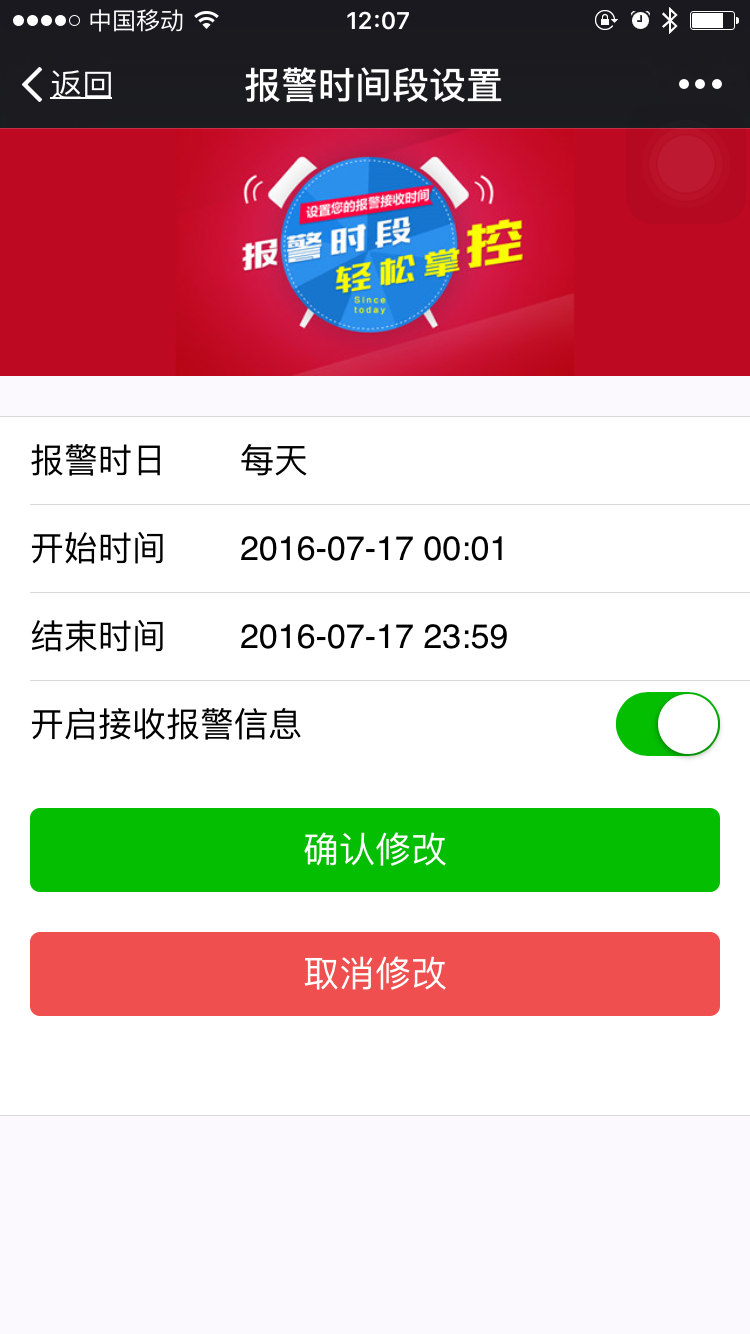 中国移动 12:07
返回 报警时间段设置
设置您的报警接收时间
报警时段
轻松掌控
Since
today
报警时日 每天
开始时间 2016-07-17 00:01
结束时间 2016-07-17 23:59
开启接收报警信息
确认修改
取消修改